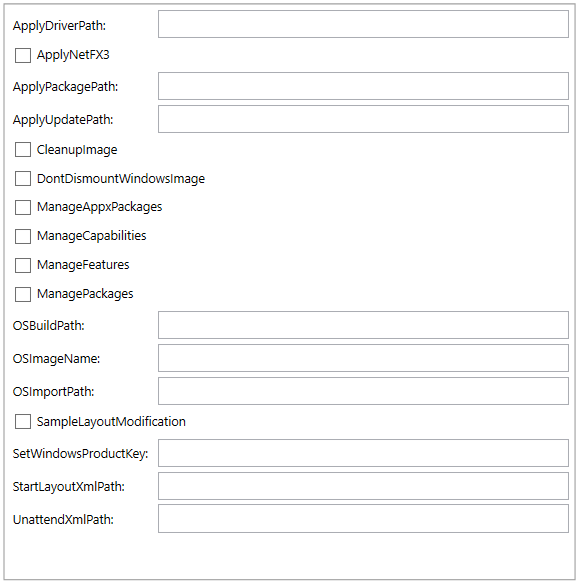 ApplyDriverPath:
ApplyNetFX3
ApplyPackagePath:
ApplyUpdatePath:
CleanupImage
DontDismountWindowsImage
ManageAppxPackages
ManageCapabilities
ManageFeatures
ManagePackages
OSBuildPath:
OSImageName:
OSImportPath:
SampleLayoutModification
SetWindowsProductKey:
StartLayoutXmlPath:
UnattendXmlPath: